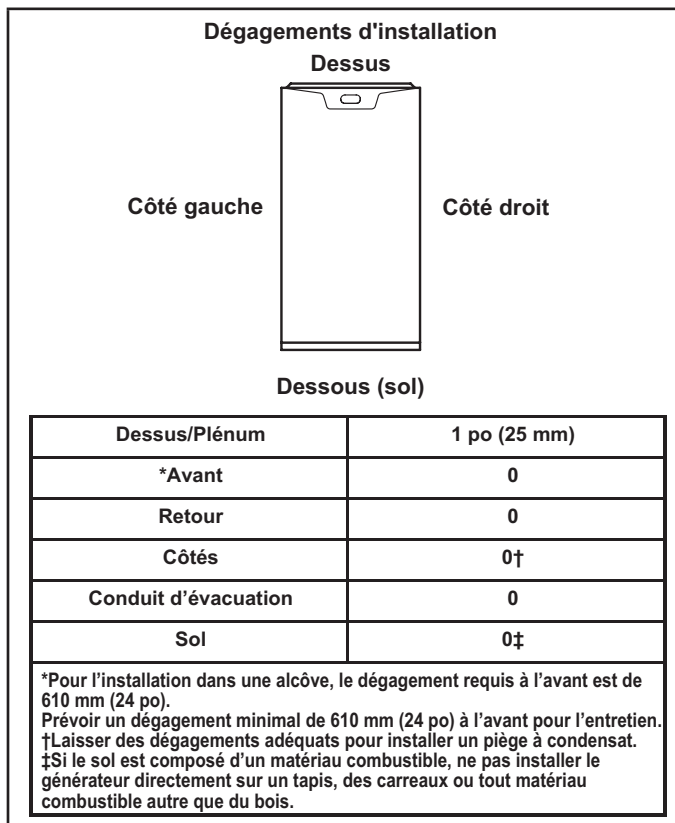 Dégagements d'installation
Dessus
Côté gauche
Côté droit
Dessous (sol)
Dessus/Plénum 1 po (25 mm)
*Avant 0
Retour 0
Côtés 0†
Conduit d’évacuation 0
Sol 0‡
*Pour l’installation dans une alcôve, le dégagement requis à l’avant est de
610 mm (24 po).
Prévoir un dégagement minimal de 610 mm (24 po) à l’avant pour l’entretien.
†Laisser des dégagements adéquats pour installer un piège à condensat.
‡Si le sol est composé d’un matériau combustible, ne pas installer le
générateur directement sur un tapis, des carreaux ou tout matériau
combustible autre que du bois.